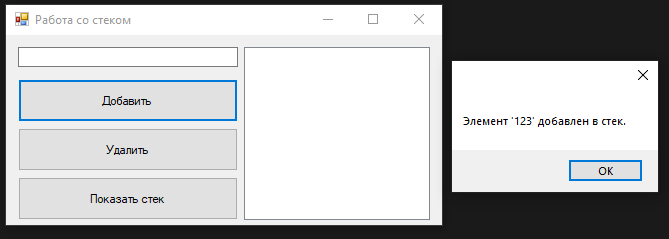 Работа со стеком
Добавить
Удалить
Показать стек
Элемент '123' добавлен в стек.
OK